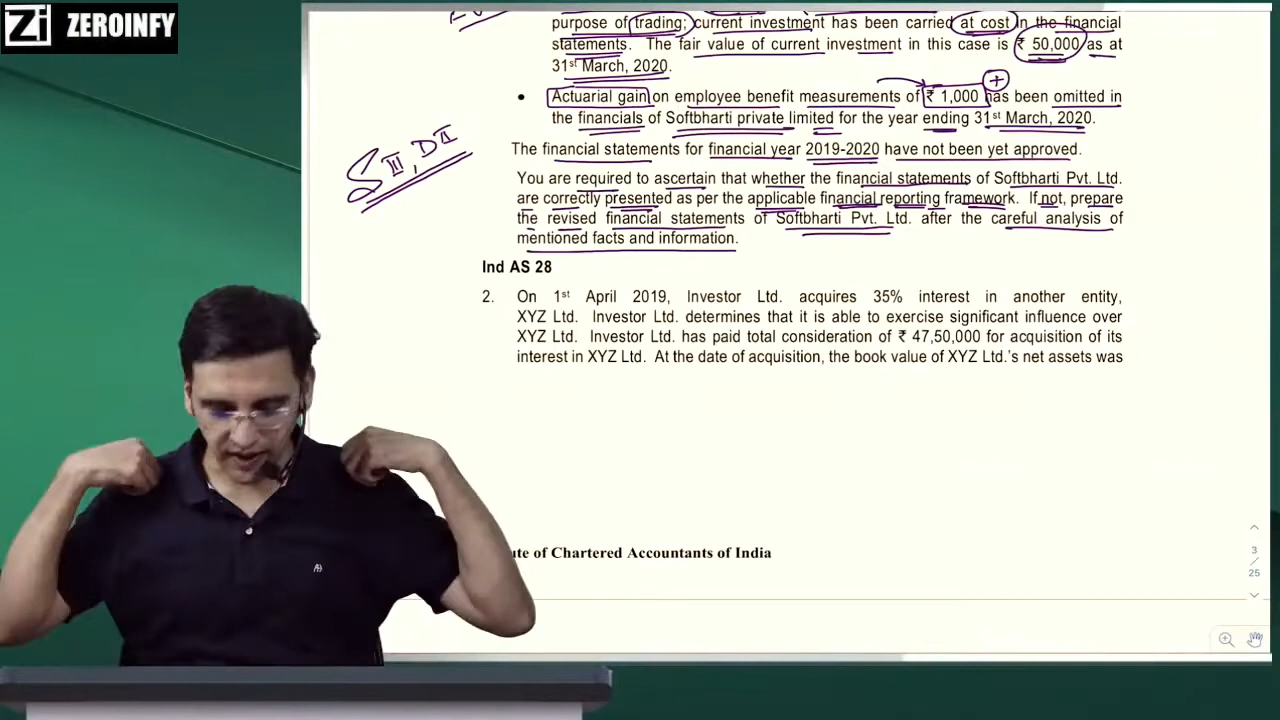 Zi ZEROINFY
purpose of trading; current investment has been carried at cost in the financial
statements. The fair value of current investment in this case is ₹ 50,000 as at
31st March, 2020.
+
• Actuarial gain on employee benefit measurements of ₹ 1,000 has been omitted in
the financials of Softbharti private limited for the year ending 31st March, 2020.
S III, D II
The financial statements for financial year 2019-2020 have not been yet approved.
You are required to ascertain that whether the financial statements of Softbharti Pvt. Ltd.
are correctly presented as per the applicable financial reporting framework. If not, prepare
the revised financial statements of Softbharti Pvt. Ltd. after the careful analysis of
mentioned facts and information.
Ind AS 28
2. On 1st April 2019, Investor Ltd. acquires 35% interest in another entity,
XYZ Ltd. Investor Ltd. determines that it is able to exercise significant influence over
XYZ Ltd. Investor Ltd. has paid total consideration of ₹ 47,50,000 for acquisition of its
interest in XYZ Ltd. At the date of acquisition, the book value of XYZ Ltd.'s net assets was
te of Chartered Accountants of India
3
/
25